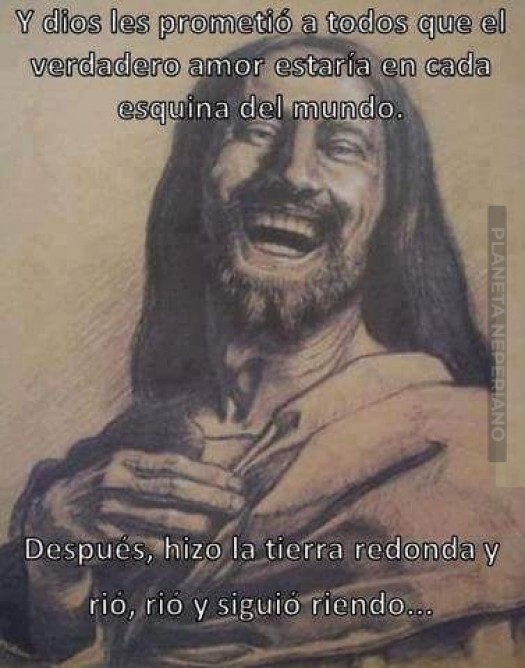 Y dios les prometió a todos que el
verdadero amor estaría en cada
esquina del mundo.
PLANETA NEPERIANO
Después, hizo la tierra redonda y
rió, rió y siguió riendo...